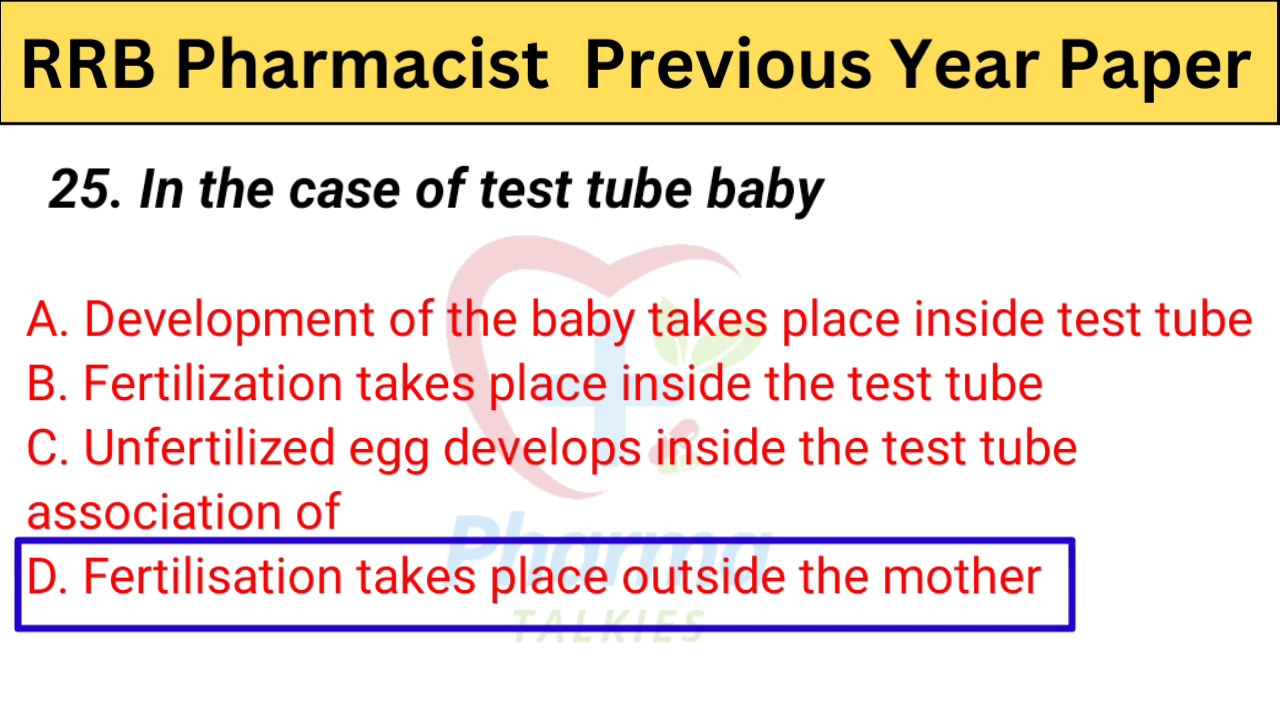 RRB Pharmacist Previous Year Paper
25. In the case of test tube baby
A. Development of the baby takes place inside test tube
B. Fertilization takes place inside the test tube
C. Unfertilized egg develops inside the test tube
association of
D. Fertilisation takes place outside the mother
Pharma
TALKIES